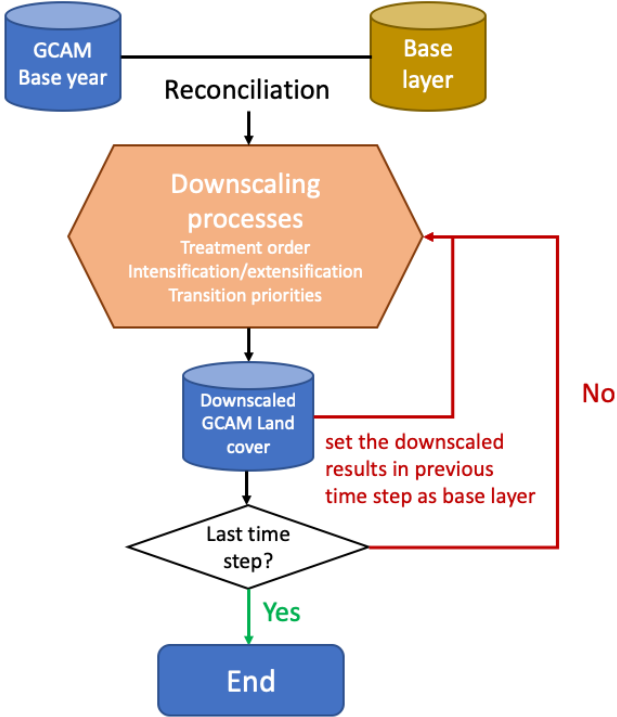 GCAM
Base year
Base
layer
Reconciliation
Downscaling
processes
Treatment order
Intensification/extensification
Transition priorities
Downscaled
GCAM Land
cover
No
set the downscaled
results in previous
time step as base layer
Last time
step?
Yes
End